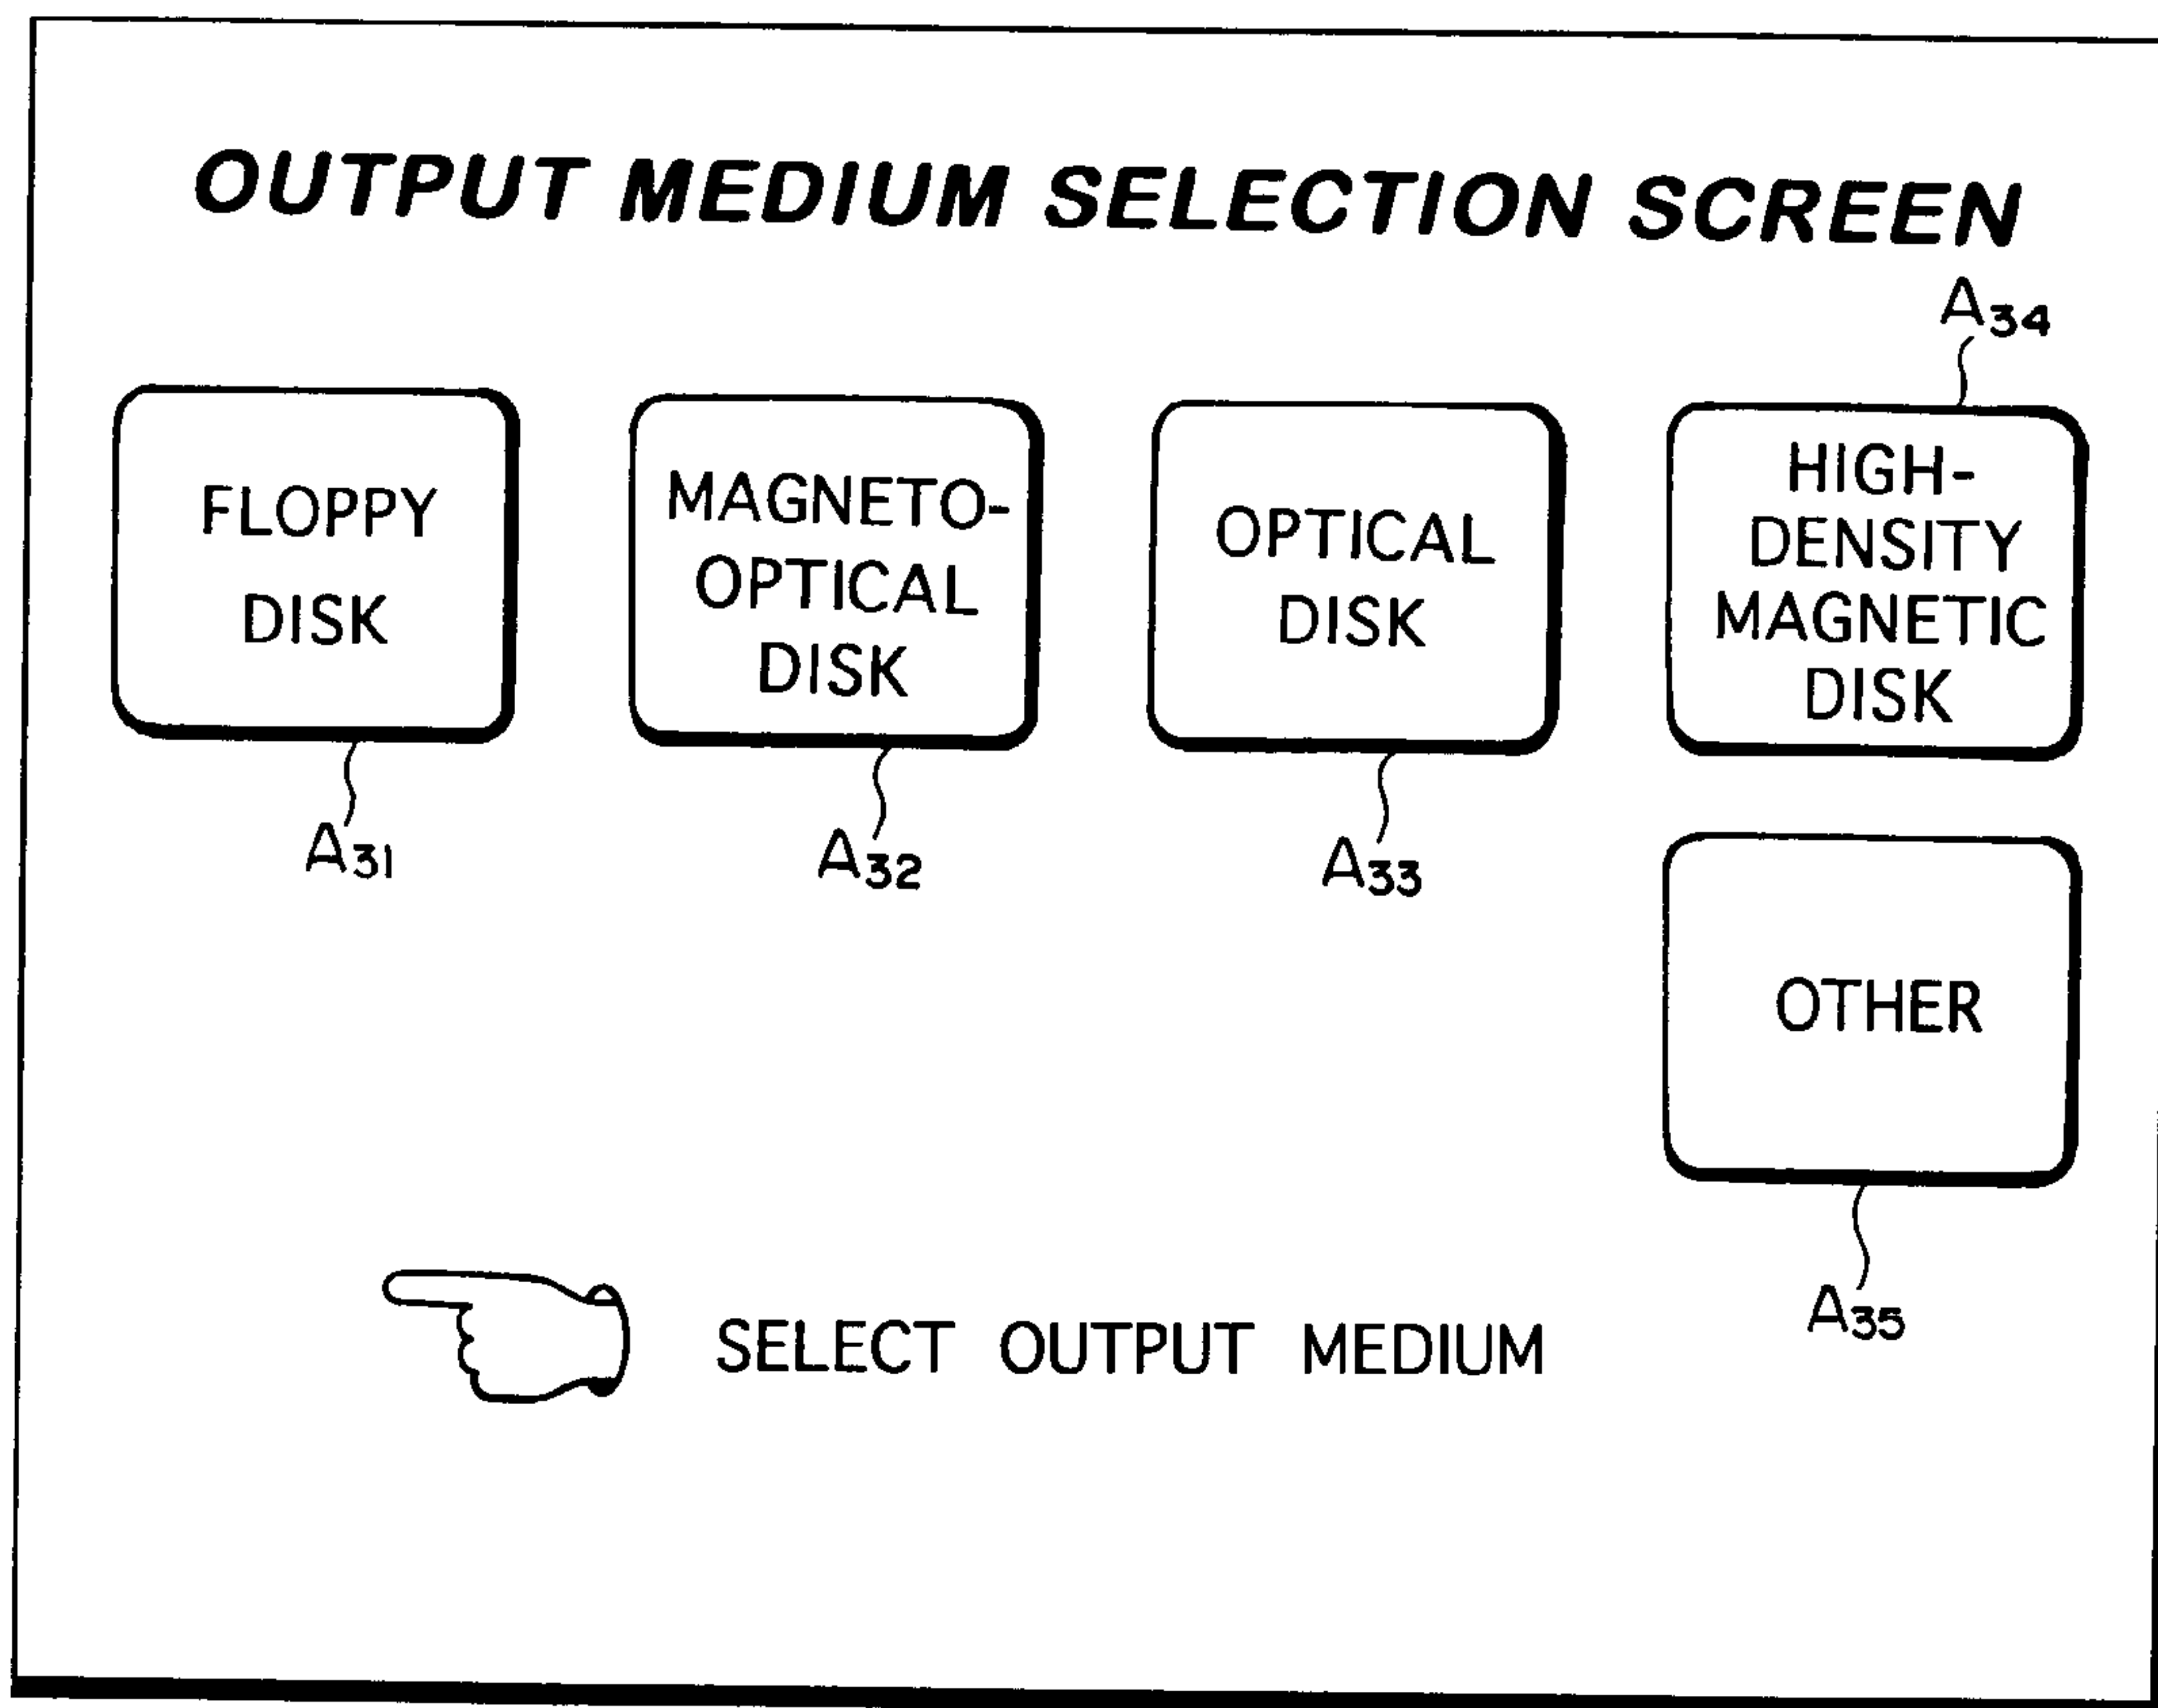 OUTPUT MEDIUM SELECTION SCREEN
A34
FLOPPY
DISK
MAGNETO-
OPTICAL
DISK
OPTICAL
DISK
HIGH-
DENSITY
MAGNETIC
DISK
A31
A32
A33
OTHER
A35
SELECT OUTPUT MEDIUM